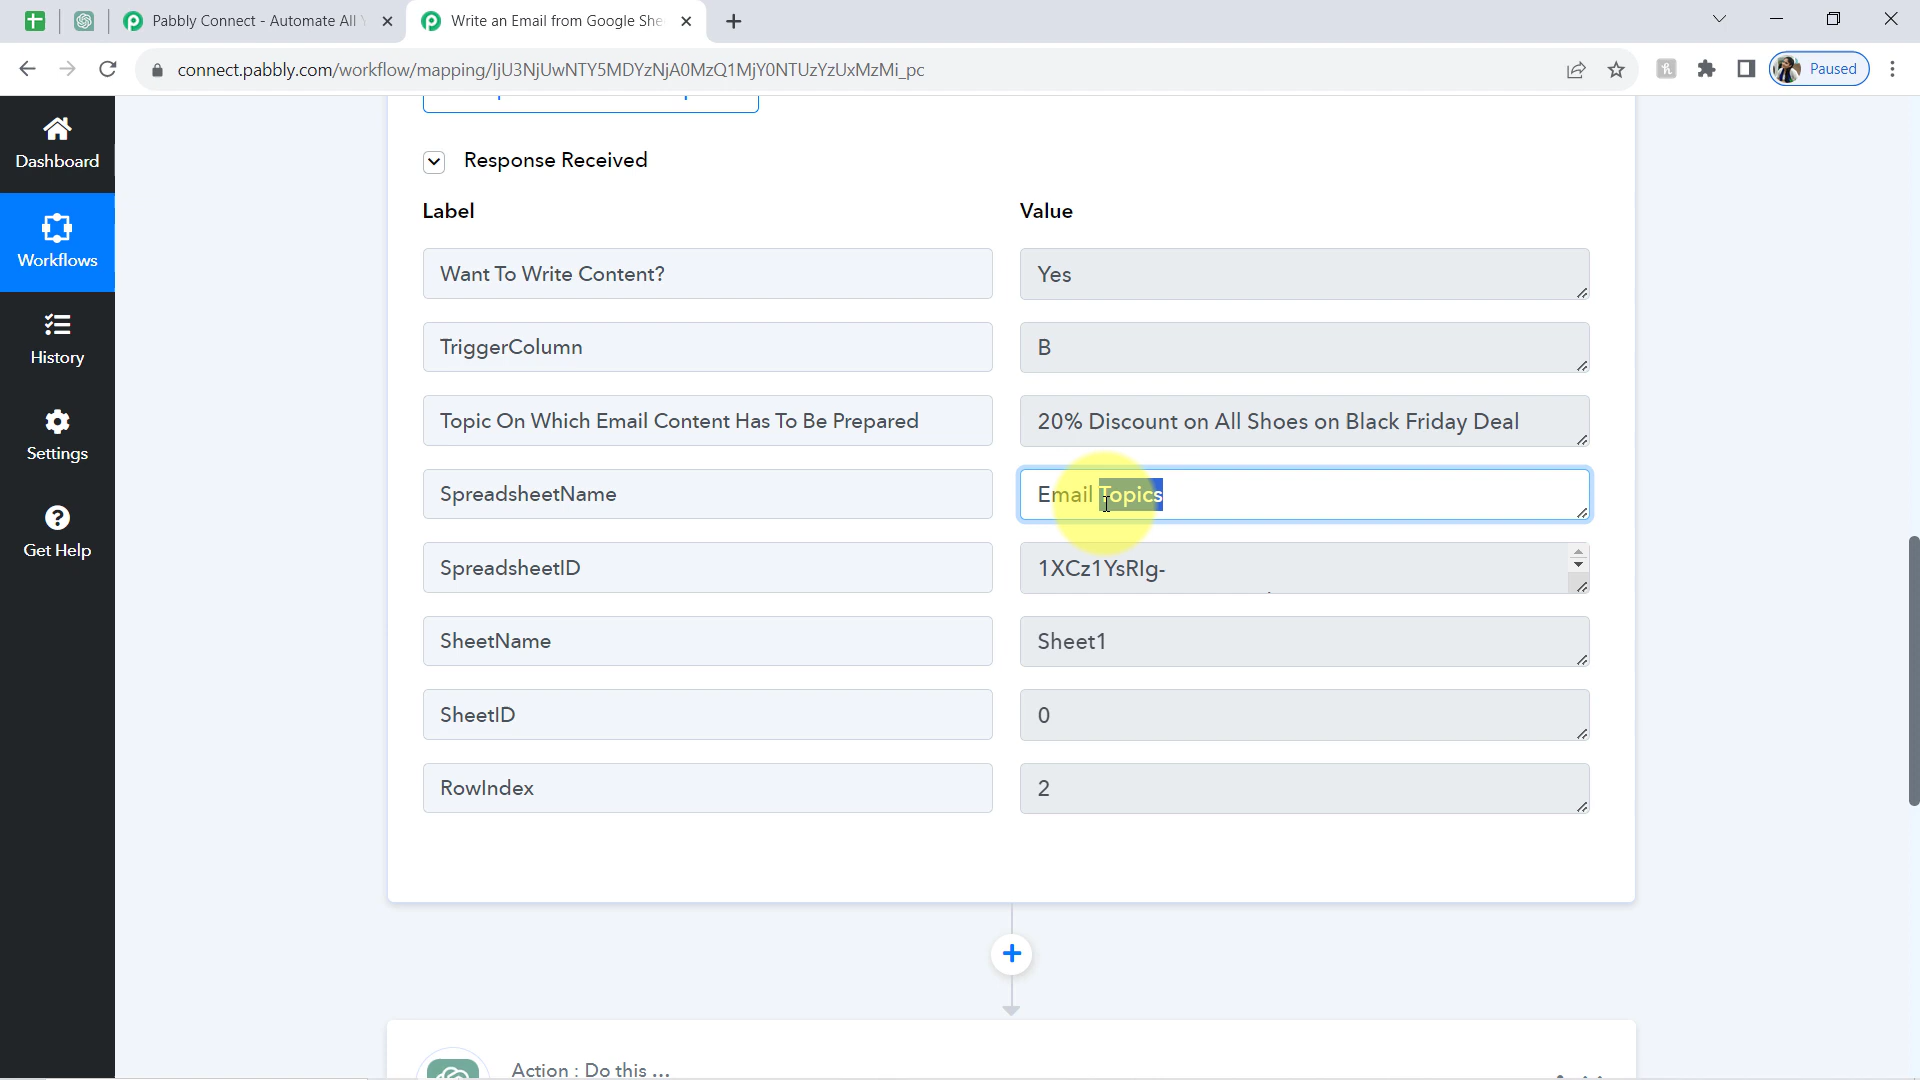 Pabbly Connect - Automate All Y
Write an Email from Google She
connect.pabbly.com/workflow/mapping/IjU3NjUwNTY5MDYzNjA0MzQ1MjY0NTUzYzUxMzMi_pc
Paused
Dashboard
Workflows
History
Settings
Get Help
Response Received
Label Value
Want To Write Content? Yes
TriggerColumn B
Topic On Which Email Content Has To Be Prepared 20% Discount on All Shoes on Black Friday Deal
SpreadsheetName Email Topics
SpreadsheetID 1XCz1YsRIg-
SheetName Sheet1
SheetID 0
RowIndex 2
Action : Do this ...